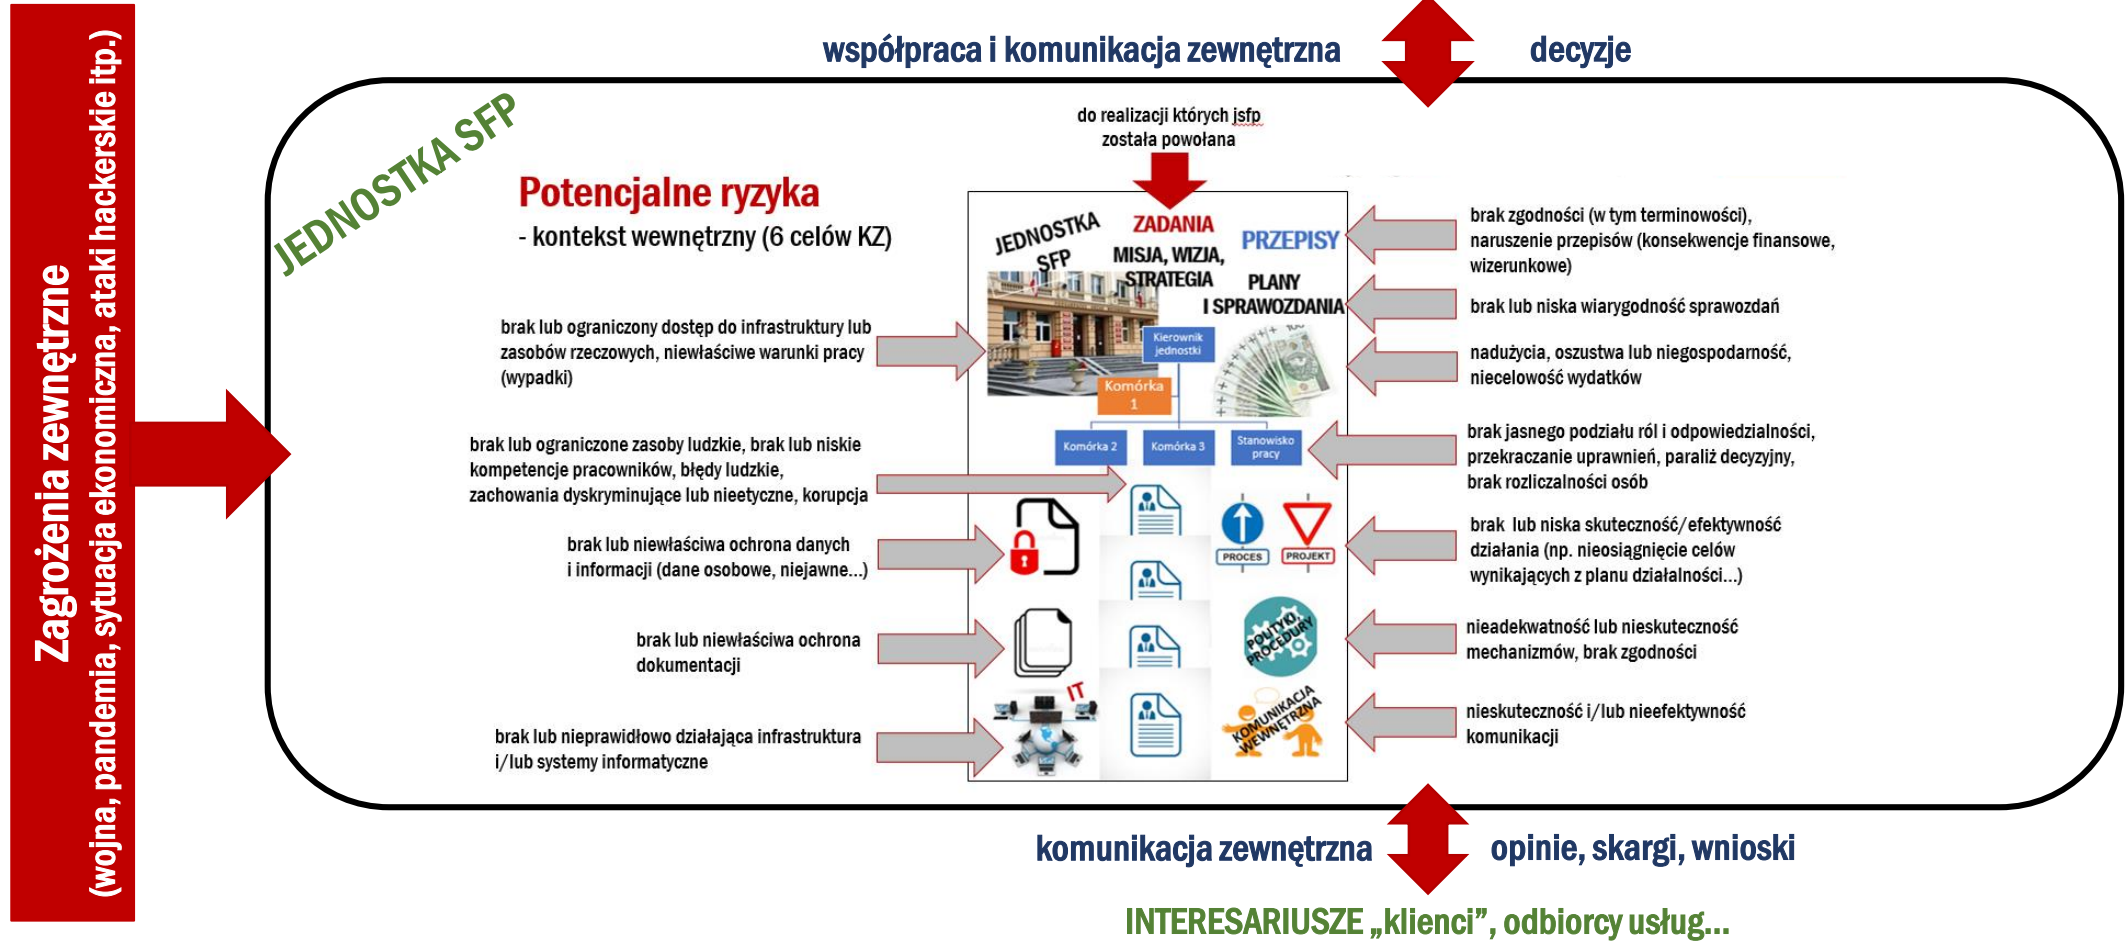 Zagrożenia zewnętrzne
(wojna, pandemia, sytuacja ekonomiczna, ataki hackerskie itp.)
współpraca i komunikacja zewnętrzna
decyzje
JEDNOSTKA SFP
do realizacji których jsfp
została powołana
Potencjalne ryzyka
- kontekst wewnętrzny (6 celów KZ)
brak lub ograniczony dostęp do infrastruktury lub
zasobów rzeczowych, niewłaściwe warunki pracy
(wypadki)
brak lub ograniczone zasoby ludzkie, brak lub niskie
kompetencje pracowników, błędy ludzkie,
zachowania dyskryminujące lub nieetyczne, korupcja
brak lub niewłaściwa ochrona danych
i informacji (dane osobowe, niejawne...)
brak lub niewłaściwa ochrona
dokumentacji
brak lub nieprawidłowo działająca infrastruktura
i/lub systemy informatyczne
JEDNOSTKA
SFP
ZADANIA
MISJA, WIZJA,
STRATEGIA
PRZEPISY
PLANY
I SPRAWOZDANIA
Kierownik
jednostki
Komórka
1
Komórka 2
Komórka 3
Stanowisko
pracy
PROCES
PROJEKT
POLITYKI,
PROCEDURY
IT
KOMUNIKACJA
WEWNĘTRZNA
brak zgodności (w tym terminowości),
naruszenie przepisów (konsekwencje finansowe,
wizerunkowe)
brak lub niska wiarygodność sprawozdań
nadużycia, oszustwa lub niegospodarność,
niecelowość wydatków
brak jasnego podziału ról i odpowiedzialności,
przekraczanie uprawnień, paraliż decyzyjny,
brak rozliczalności osób
brak lub niska skuteczność/efektywność
działania (np. nieosiągnięcie celów
wynikających z planu działalności...)
nieadekwatność lub nieskuteczność
mechanizmów, brak zgodności
nieskuteczność i/lub nieefektywność
komunikacji
komunikacja zewnętrzna
opinie, skargi, wnioski
INTERESARIUSZE „klienci”, odbiorcy usług...